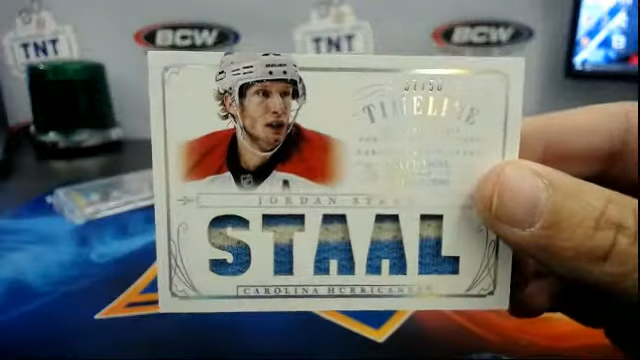 TNT
BCW
TNT
BCW
37/50
TIMELINE
JORDAN STAAL
STAAL
CAROLINA HURRICANES